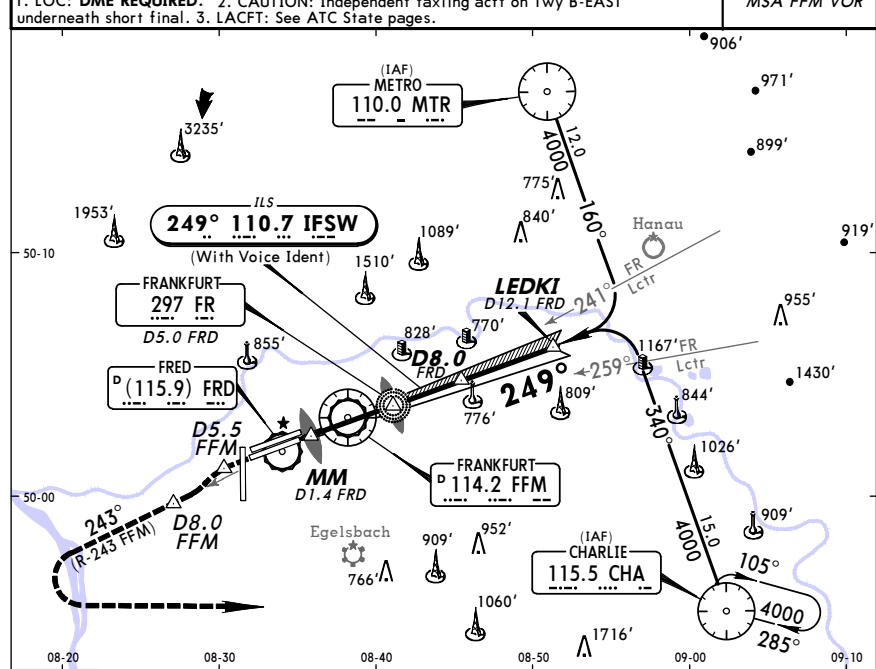 1. LOC: DME REQUIRED. 2. CAUTION: Independent taxiing acft on Twy B-EAST
underneath short final. 3. LACFT: See ATC State pages.
MSA FFM VOR
906'
(IAF)
METRO
110.0 MTR
971'
3235'
12.0
4000
899'
775'
160°
ILS
249° 110.7 IFSW
(With Voice Ident)
1953'
840'
Hanau
919'
1089'
50-10
1510'
LEDKI
D12.1 FRD
241°
FR
Lctr
FRANKFURT
297 FR
D5.0 FRD
955'
828'
770'
855'
D8.0
FRD
1167'
FR
259°
Lctr
FRED
D (115.9) FRD
249°
1430'
776'
809'
844'
340°
D5.5
FFM
MM
D1.4 FRD
1026'
FRANKFURT
D 114.2 FFM
50-00
D8.0
FFM
243°
(R-243 FFM)
15.0
4000
909'
Egelsbach
952'
909'
766'
(IAF)
CHARLIE
115.5 CHA
105°
4000
285°
1060'
1716'
08-20
08-30
08-40
08-50
09-00
09-10